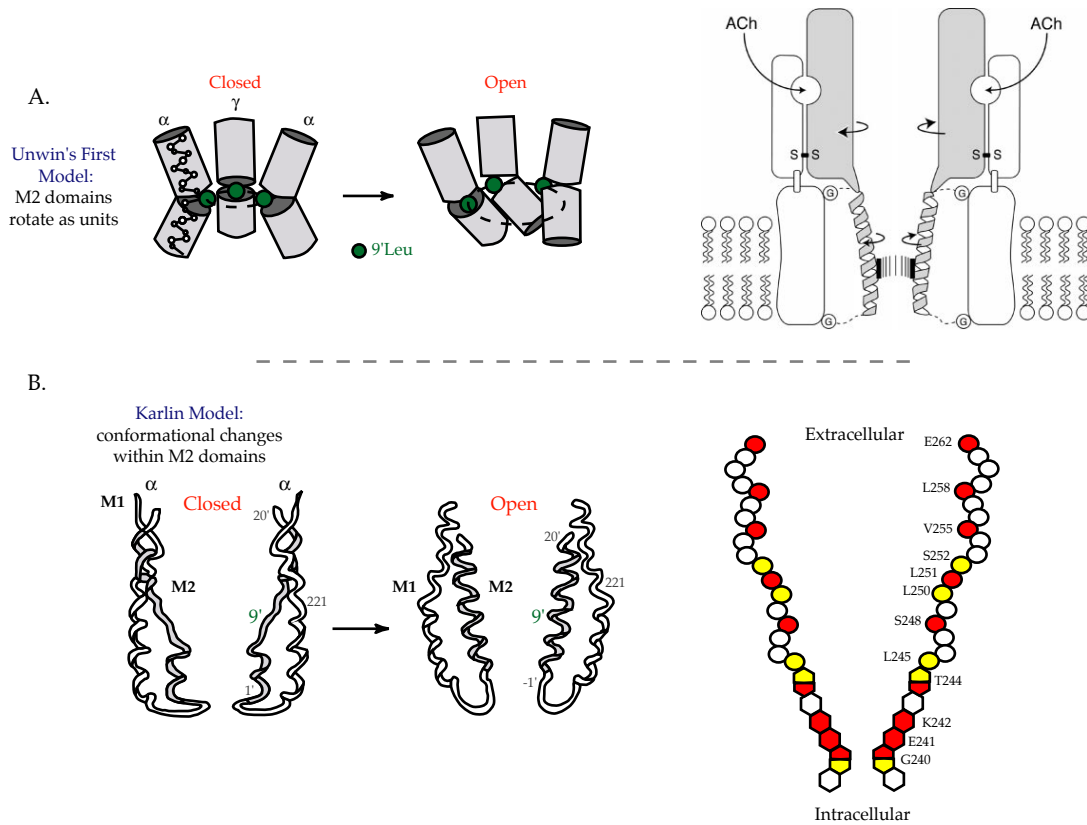 A.
Unwin's First
Model:
M2 domains
rotate as units
Closed
γ
α
α
Open
9'Leu
ACh
ACh
S S
S S
G
G
G
G
B.
Karlin Model:
conformational changes
within M2 domains
α
α
M1
Closed
20'
M2
9'
221
1'
Open
20'
M1
M2
221
9'
-1'
Extracellular
E262
L258
V255
S252
L251
L250
S248
L245
T244
K242
E241
G240
Intracellular